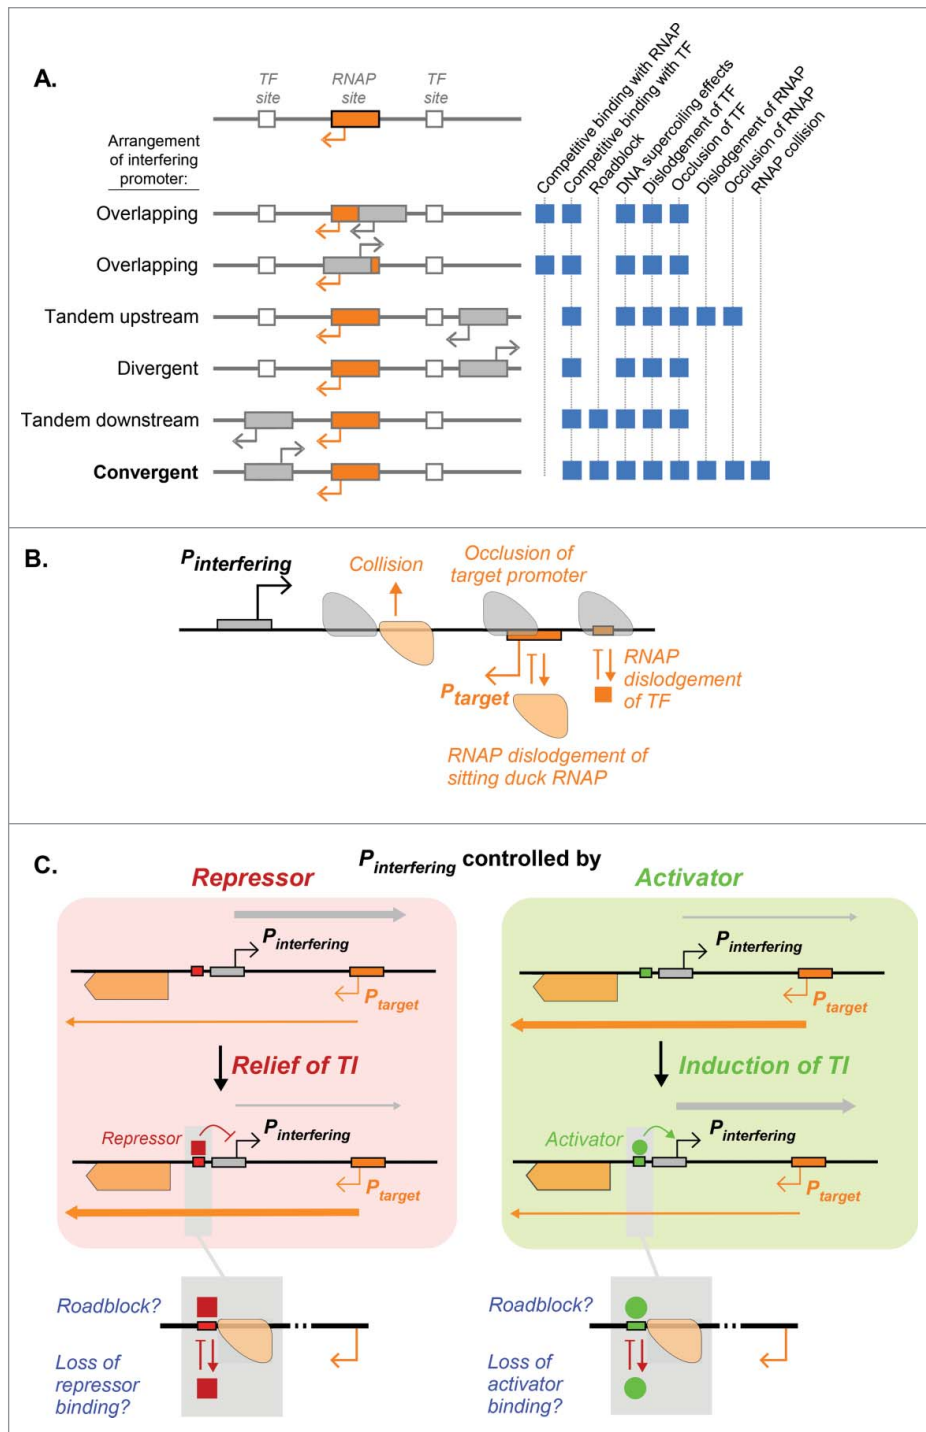 A.
TF
site
RNAP
site
TF
site
Competitive binding with RNAP
Competitive binding with TF
Roadblock
DNA supercoiling effects
Dislodgement of TF
Occlusion of TF
Dislodgement of RNAP
Occlusion of RNAP
RNAP collision
Arrangement
of interfering
promoter:
Overlapping
Overlapping
Tandem upstream
Divergent
Tandem downstream
Convergent
B.
Pinterfering
Collision
Occlusion of
target promoter
Ptarget
RNAP
dislodgement
of TF
RNAP dislodgement of
sitting duck RNAP
C.
Pinterfering controlled by
Repressor
Activator
Pinterfering
Ptarget
Relief of TI
Repressor
Pinterfering
Ptarget
Roadblock?
Loss of
repressor
binding?
Pinterfering
Ptarget
Induction of TI
Activator
Pinterfering
Ptarget
Roadblock?
Loss of
activator
binding?